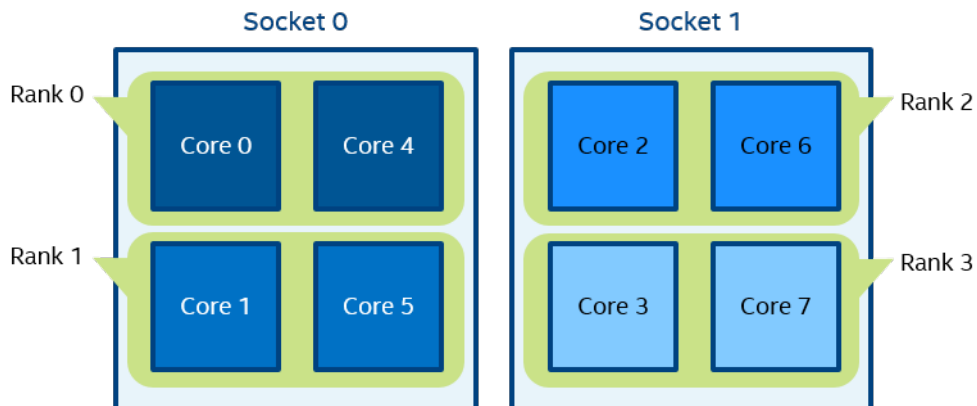 Socket 0
Socket 1
Rank 0
Core 0
Core 4
Core 2
Core 6
Rank 2
Rank 1
Core 1
Core 5
Core 3
Core 7
Rank 3